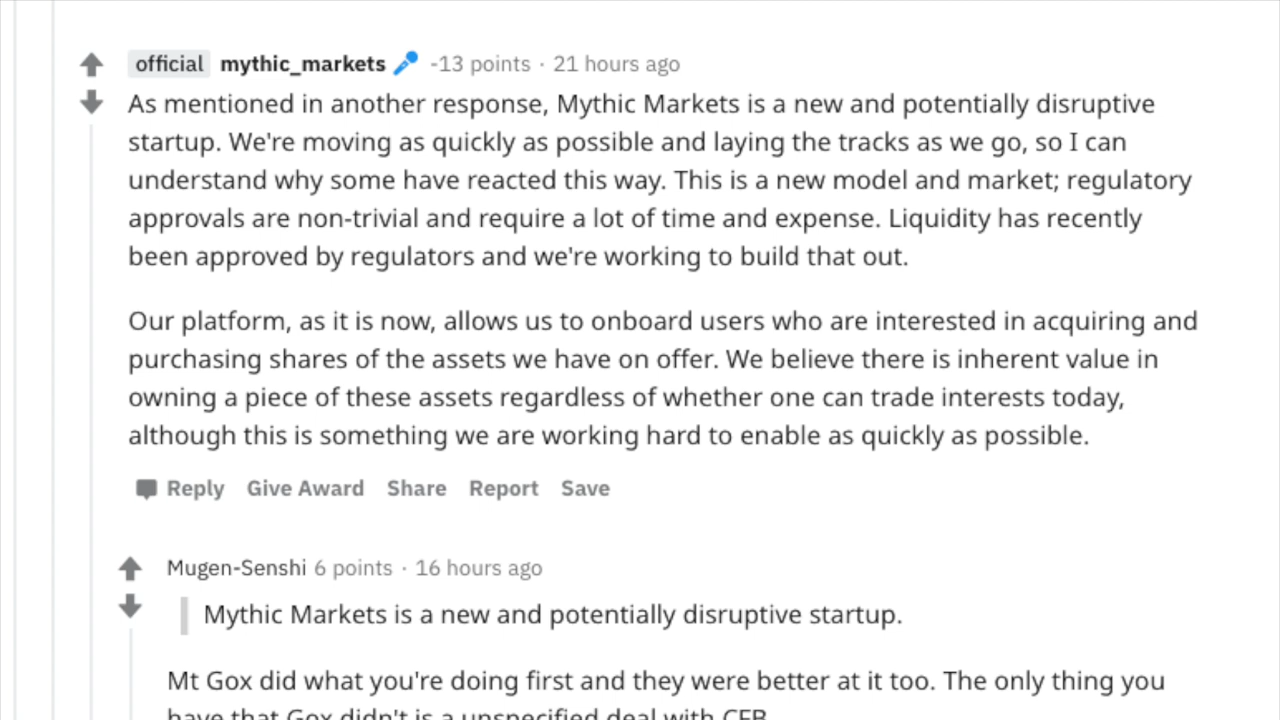 official mythic_markets -13 points · 21 hours ago
As mentioned in another response, Mythic Markets is a new and potentially disruptive
startup. We're moving as quickly as possible and laying the tracks as we go, so I can
understand why some have reacted this way. This is a new model and market; regulatory
approvals are non-trivial and require a lot of time and expense. Liquidity has recently
been approved by regulators and we're working to build that out.
Our platform, as it is now, allows us to onboard users who are interested in acquiring and
purchasing shares of the assets we have on offer. We believe there is inherent value in
owning a piece of these assets regardless of whether one can trade interests today,
although this is something we are working hard to enable as quickly as possible.
Reply Give Award Share Report Save
Mugen-Senshi 6 points · 16 hours ago
Mythic Markets is a new and potentially disruptive startup.
Mt Gox did what you're doing first and they were better at it too. The only thing you
have that Gox didn't is a unspecified deal with CFB